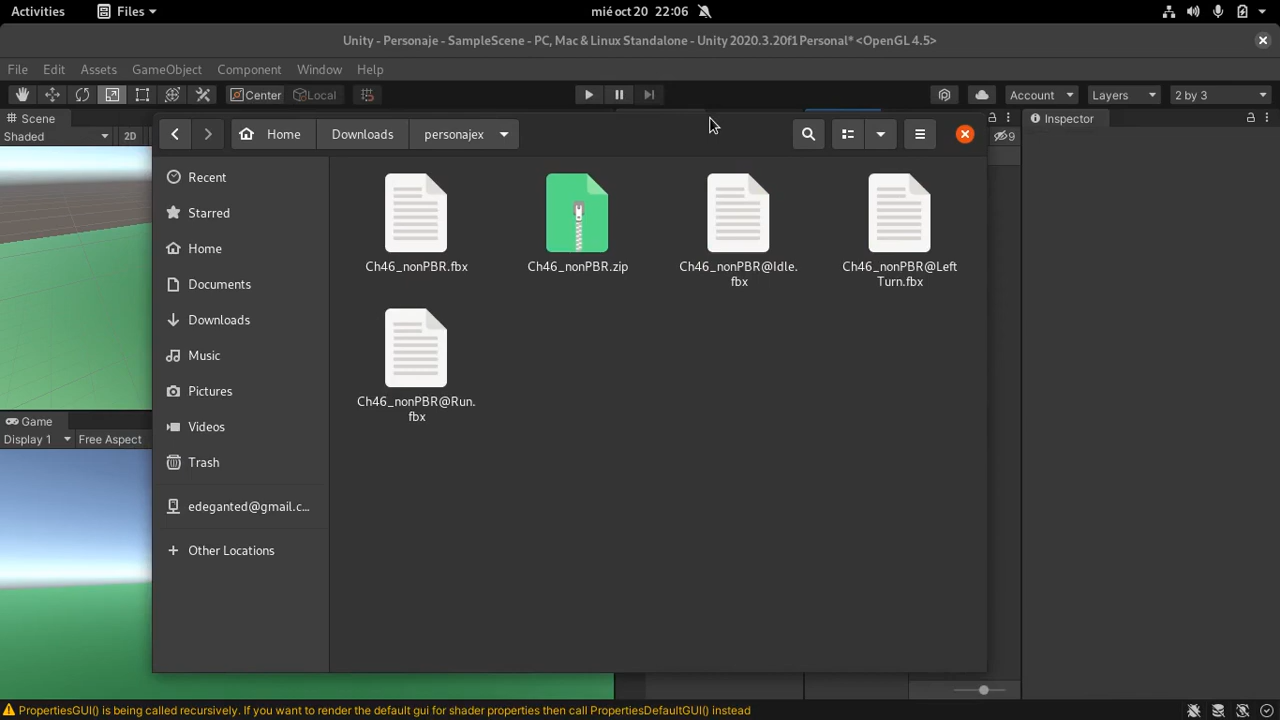 Activities
Files
mié oct 20 22:06
Unity - Personaje - SampleScene - PC, Mac & Linux Standalone - Unity 2020.3.20f1 Personal* <OpenGL 4.5>
File Edit Assets GameObject Component Window Help
Center
Local
Account
Layers
2 by 3
Scene
Inspector
Shaded
2D
9
Home
Downloads
personajex
Recent
Starred
Home
Documents
Downloads
Music
Pictures
Videos
Trash
edeganted@gmail.c...
Other Locations
Ch46_nonPBR.fbx
Ch46_nonPBR.zip
Ch46_nonPBR@Idle.
fbx
Ch46_nonPBR@Left
Turn.fbx
Ch46_nonPBR@Run.
fbx
Game
Display 1
Free Aspect
PropertiesGUI() is being called recursively. If you want to render the default gui for shader properties then call PropertiesDefaultGUI() instead